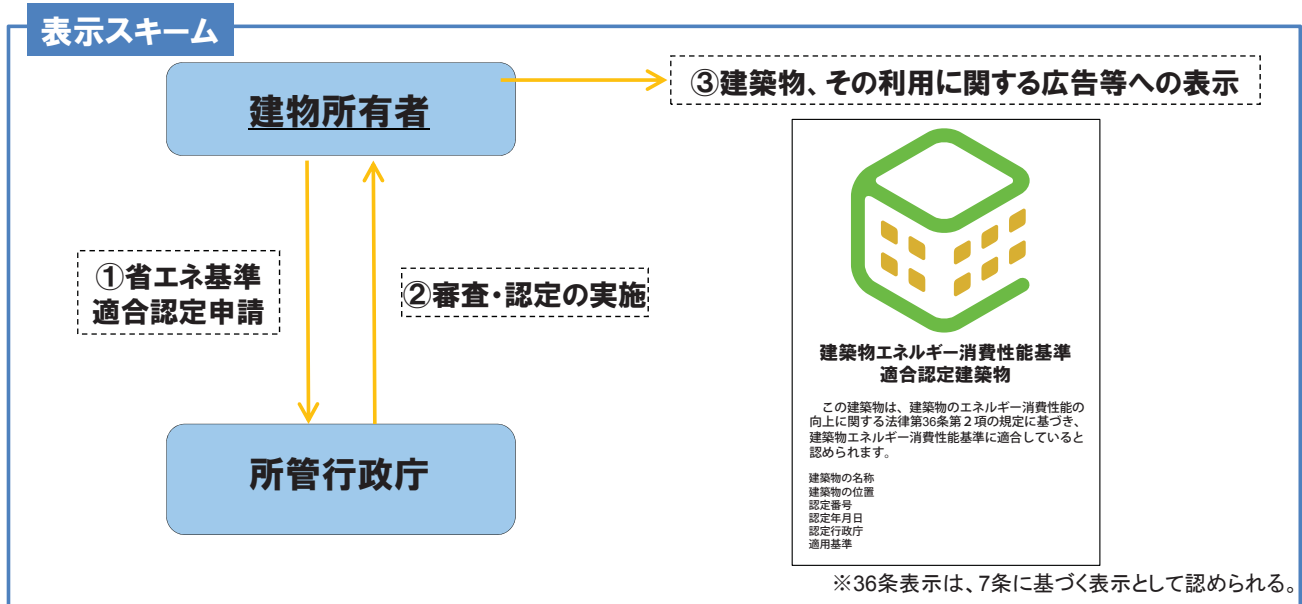 表示スキーム
建物所有者
③建築物、その利用に関する広告等への表示
①省エネ基準
適合認定申請
②審査・認定の実施
所管行政庁
建築物エネルギー消費性能基準
適合認定建築物
この建築物は、建築物のエネルギー消費性能の
向上に関する法律第36条第２項の規定に基づき、
建築物エネルギー消費性能基準に適合していると
認められます。
建築物の名称
建築物の位置
認定番号
認定年月日
認定行政庁
適用基準
※36条表示は、7条に基づく表示として認められる。